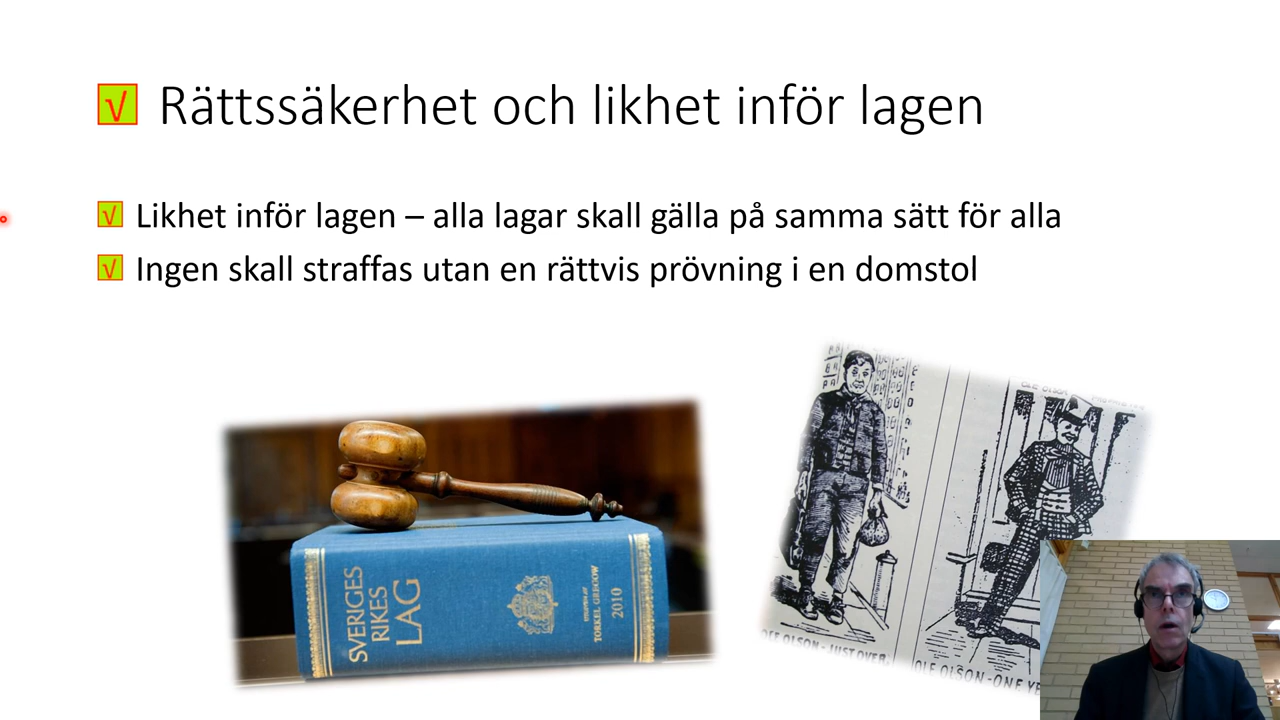 √ Rättssäkerhet och likhet inför lagen
√ Likhet inför lagen – alla lagar skall gälla på samma sätt för alla
√ Ingen skall straffas utan en rättvis prövning i en domstol
SVERIGES
RIKES
LAG
TORKEL GREGOW
2010
OLE OLSON
OLE OLSON - JUST OVER.
OLE OLSON - ONE